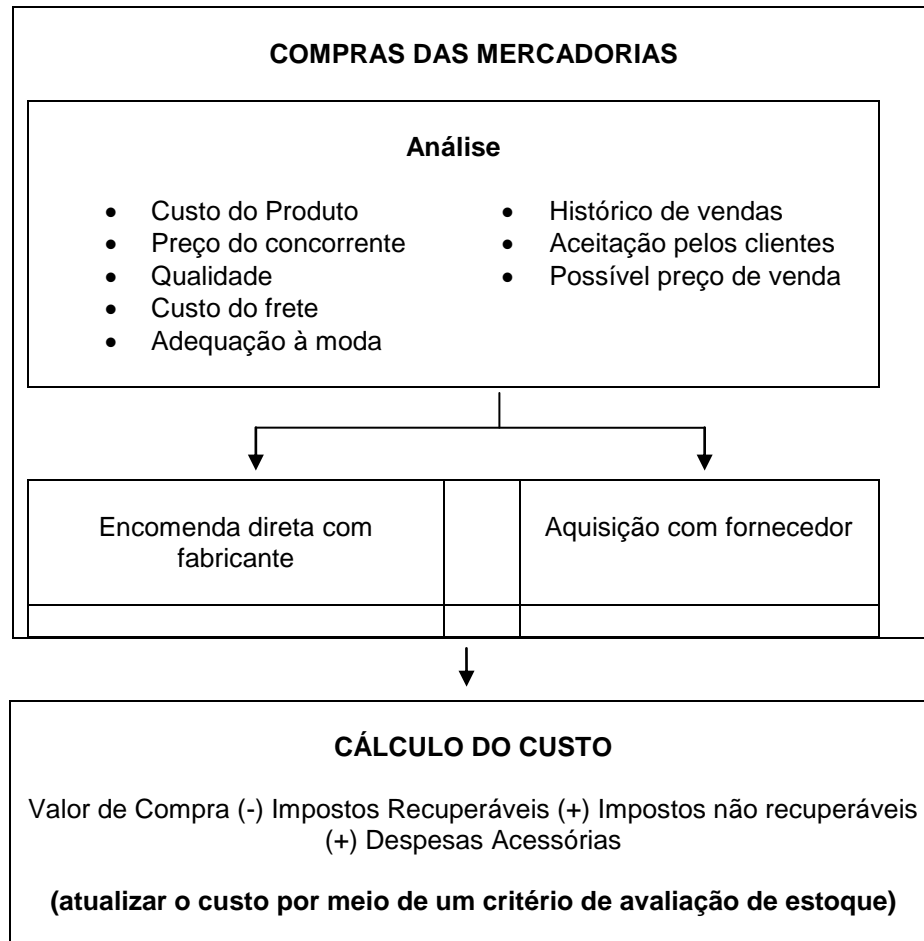 COMPRAS DAS MERCADORIAS
Análise
• Custo do Produto
• Preço do concorrente
• Qualidade
• Custo do frete
• Adequação à moda
• Histórico de vendas
• Aceitação pelos clientes
• Possível preço de venda
Encomenda direta com
fabricante
Aquisição com fornecedor
CÁLCULO DO CUSTO
Valor de Compra (-) Impostos Recuperáveis (+) Impostos não recuperáveis
(+) Despesas Acessórias
(atualizar o custo por meio de um critério de avaliação de estoque)